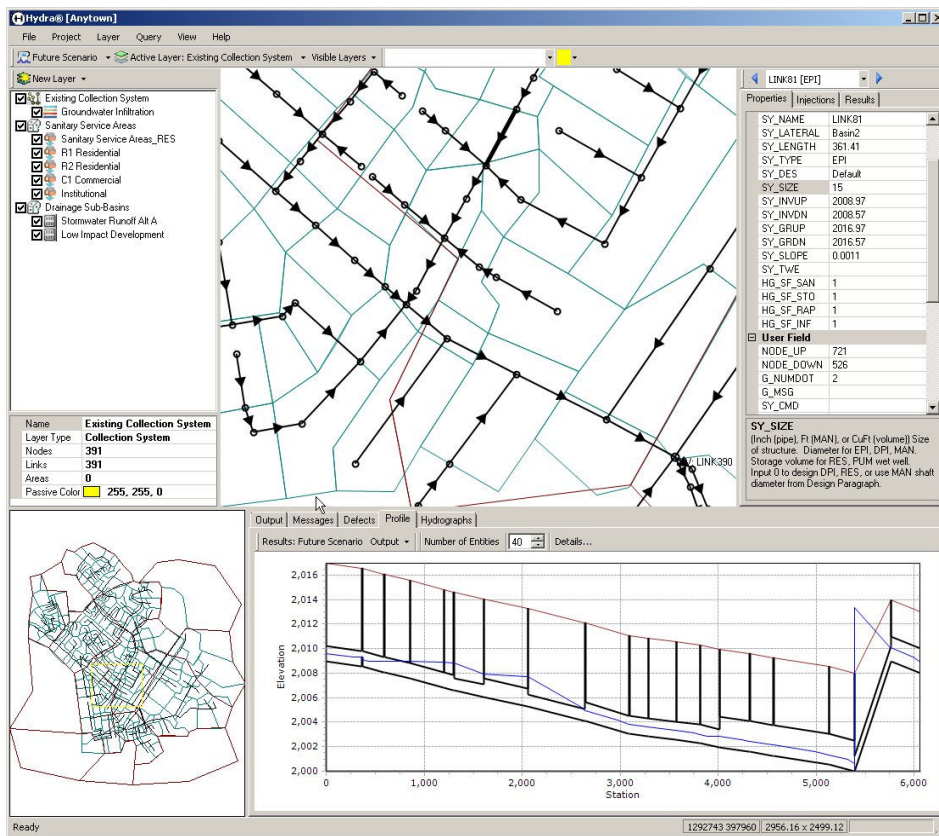 Hydra® [Anytown]
File Project Layer Query View Help
Future Scenario Active Layer: Existing Collection System Visible Layers
New Layer
Existing Collection System
Groundwater Infiltration
Sanitary Service Areas
Sanitary Service Areas_RES
R1 Residential
R2 Residential
C1 Commercial
Institutional
Drainage Sub-Basins
Stormwater Runoff Alt A
Low Impact Development
Name Existing Collection System
Layer Type Collection System
Nodes 391
Links 391
Areas 0
Passive Color 255, 255, 0
LINK390
LINK81 [EPI]
Properties Injections Results
SY_NAME LINK81
SY_LATERAL Basin2
SY_LENGTH 361.41
SY_TYPE EPI
SY_DES Default
SY_SIZE 15
SY_INVUP 2008.97
SY_INVDN 2008.57
SY_GRUP 2016.97
SY_GRDN 2016.57
SY_SLOPE 0.0011
SY_TWE
HG_SF_SAN 1
HG_SF_STO 1
HG_SF_RAP 1
HG_SF_INF 1
User Field
NODE_UP 721
NODE_DOWN 526
G_NUMDOT 2
G_MSG
SY_CMD
SY_SIZE
(Inch (pipe), Ft (MAN), or CuFt (volume)) Size
of structure. Diameter for EPI, DPI, MAN.
Storage volume for RES, PUM wet well.
Input 0 to design DPI, RES, or use MAN shaft
diameter from Design Paragraph.
Output Messages Defects Profile Hydrographs
Results: Future Scenario Output Number of Entities 40 Details...
2,016
2,014
2,012
2,010
2,008
2,006
2,004
2,002
2,000
Elevation
0 1,000 2,000 3,000 4,000 5,000 6,000
Station
Ready 1292743 397960 2956.16 x 2499.12